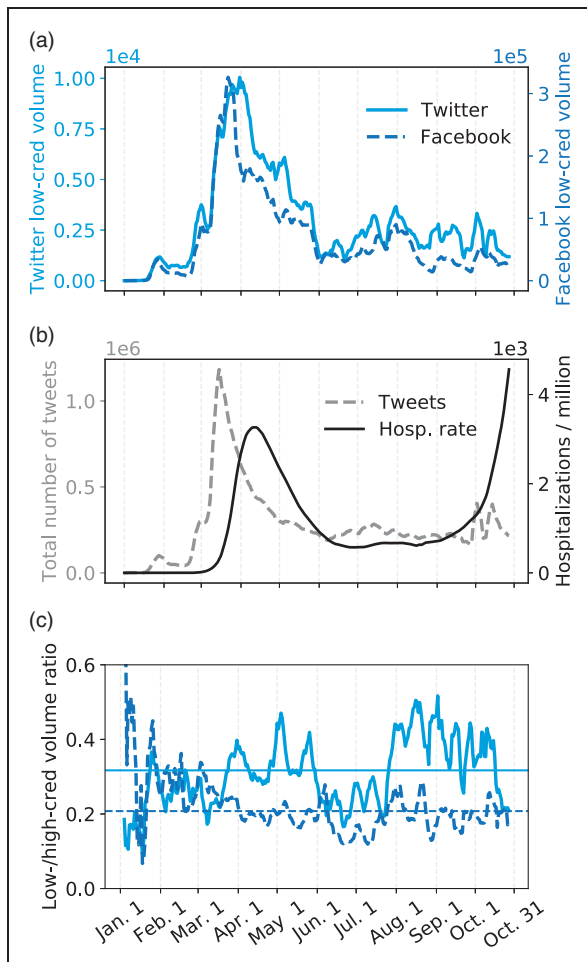 (a)
1e4
1e5
Twitter low-cred volume
1.00
0.75
0.50
0.25
0.00
Twitter
Facebook
3
2
1
0
Facebook low-cred volume
(b)
1e6
1e3
Total number of tweets
1.0
0.5
0.0
Tweets
Hosp. rate
4
2
0
Hospitalizations / million
(c)
Low-/high-cred volume ratio
0.6
0.4
0.2
0.0
Jan. 1
Feb. 1
Mar. 1
Apr. 1
May 1
Jun. 1
Jul. 1
Aug. 1
Sep. 1
Oct. 1
Oct. 31